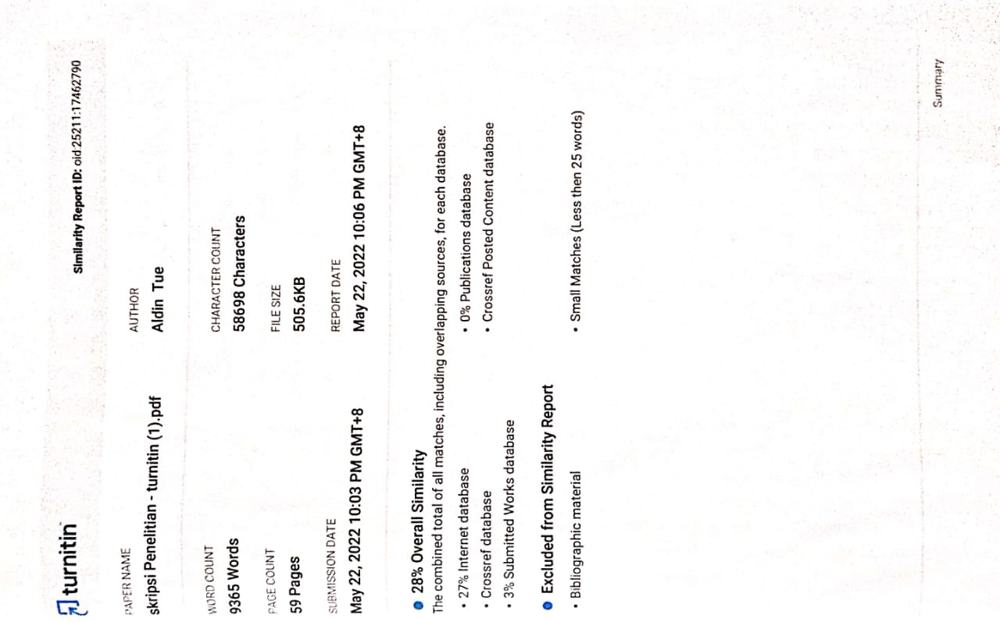 turnitin
Similarity Report ID: oid:25211:17462790
PAPER NAME
AUTHOR
skripsi Penelitian - turnitin (1).pdf
Aldin Tue
WORD COUNT
CHARACTER COUNT
9365 Words
58698 Characters
PAGE COUNT
FILE SIZE
59 Pages
505.6KB
SUBMISSION DATE
REPORT DATE
May 22, 2022 10:03 PM GMT+8
May 22, 2022 10:06 PM GMT+8
● 28% Overall Similarity
The combined total of all matches, including overlapping sources, for each database.
• 27% Internet database
• 0% Publications database
• Crossref database
• Crossref Posted Content database
• 3% Submitted Works database
● Excluded from Similarity Report
• Bibliographic material
• Small Matches (Less then 25 words)
Summary